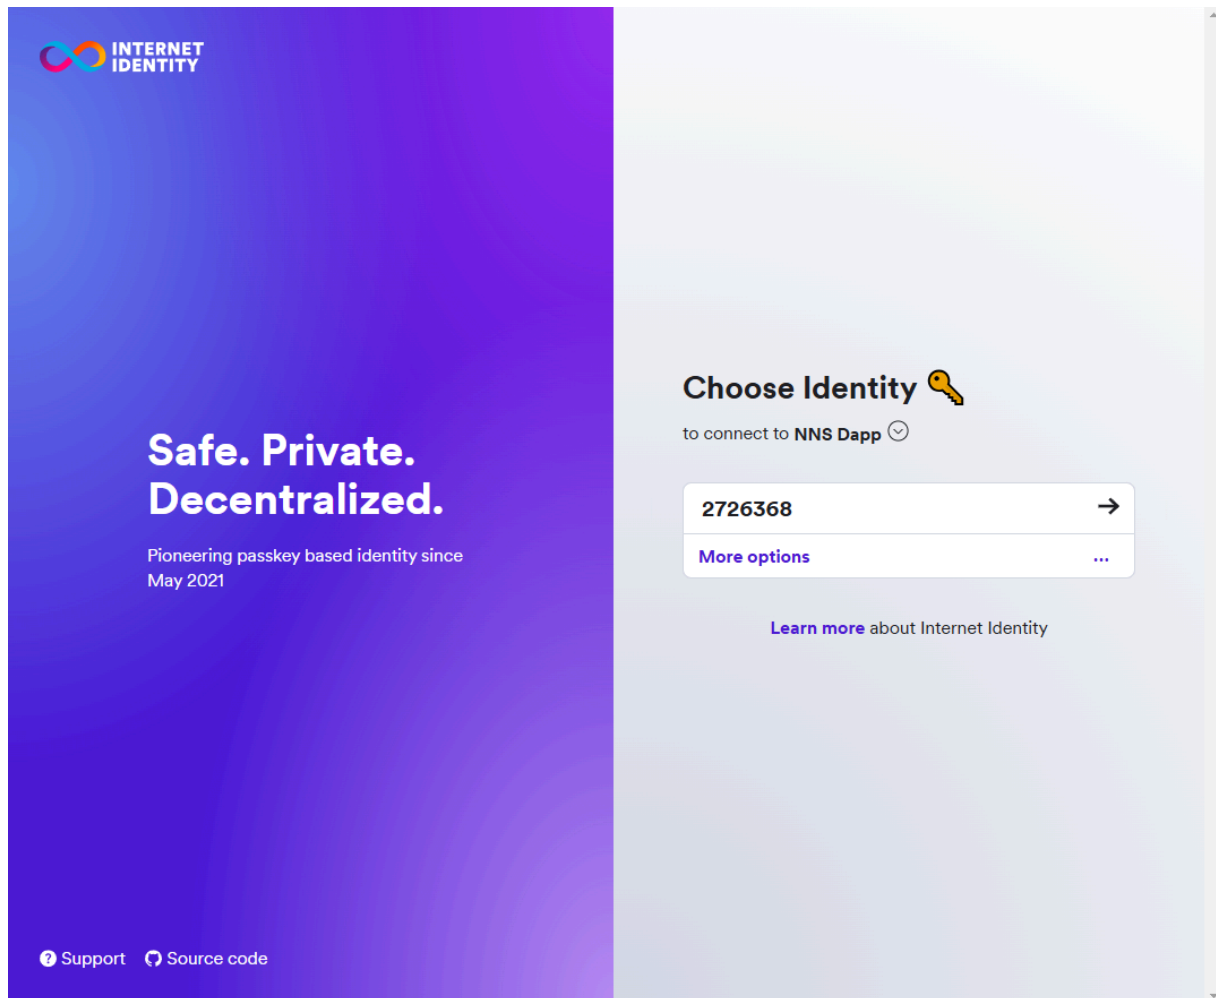 INTERNET
IDENTITY
Safe. Private.
Decentralized.
Pioneering passkey based identity since
May 2021
Support
Source code
Choose Identity
to connect to NNS Dapp
2726368
More options ...
Learn more about Internet Identity